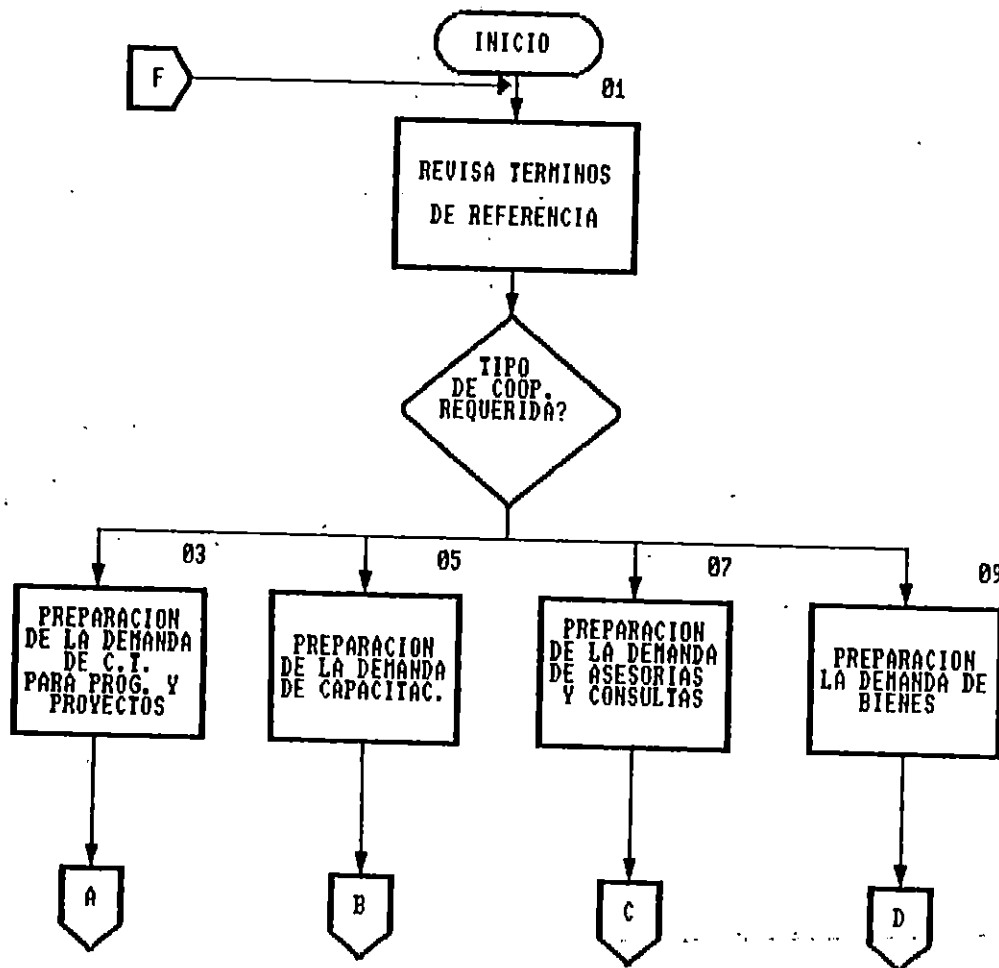 INICIO
F
01
REVISA TERMINOS
DE REFERENCIA
TIPO
DE COOP.
REQUERIDA?
03
PREPARACION
DE LA DEMANDA
DE C.T.
PARA PROG. Y
PROYECTOS
05
PREPARACION
DE LA DEMANDA
DE CAPACITAC.
07
PREPARACION
DE LA DEMANDA
DE ASESORIAS
Y CONSULTAS
09
PREPARACION
LA DEMANDA DE
BIENES
A
B
C
D